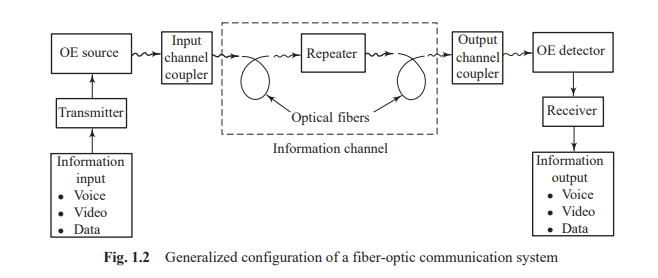 OE source
Input
channel
coupler
Repeater
Output
channel
coupler
OE detector
Transmitter
Optical fibers
Receiver
Information channel
Information
input
• Voice
• Video
• Data
Information
output
• Voice
• Video
• Data
Fig. 1.2 Generalized configuration of a fiber-optic communication system